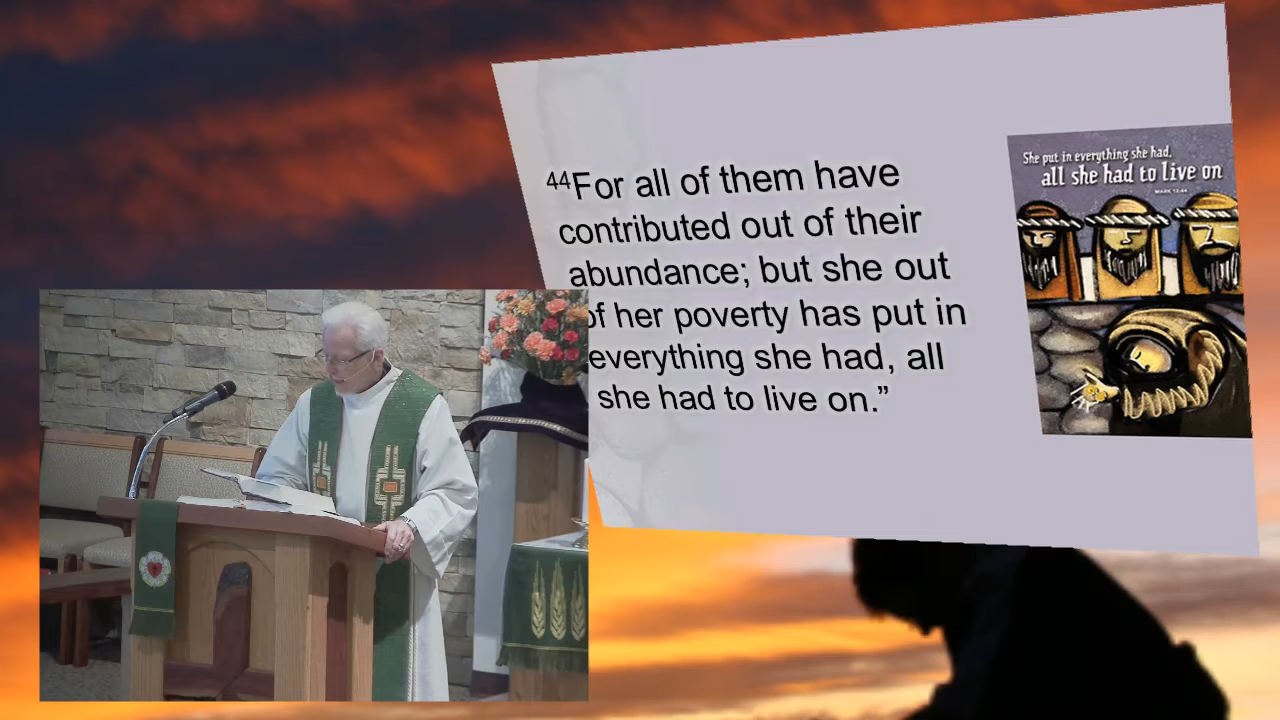 ⁴⁴For all of them have
contributed out of their
abundance; but she out
of her poverty has put in
everything she had, all
she had to live on.”
She put in everything she had,
all she had to live on
MARK 12:44